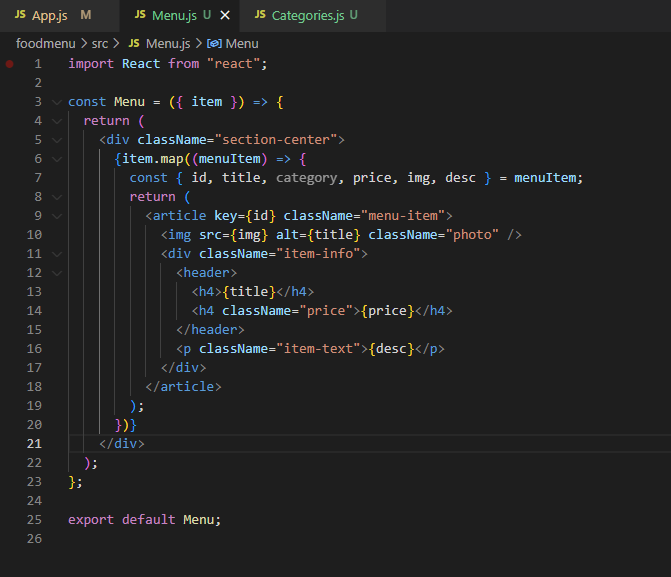 JS App.js M JS Menu.js U × JS Categories.js U
foodmenu > src > JS Menu.js > Menu
1 import React from "react";
2
3 const Menu = ({ item }) => {
4 return (
5 <div className="section-center">
6 {item.map((menuItem) => {
7 const { id, title, category, price, img, desc } = menuItem;
8 return (
9 <article key={id} className="menu-item">
10 <img src={img} alt={title} className="photo" />
11 <div className="item-info">
12 <header>
13 <h4>{title}</h4>
14 <h4 className="price">{price}</h4>
15 </header>
16 <p className="item-text">{desc}</p>
17 </div>
18 </article>
19 );
20 })}
21 </div>
22 );
23 };
24
25 export default Menu;
26